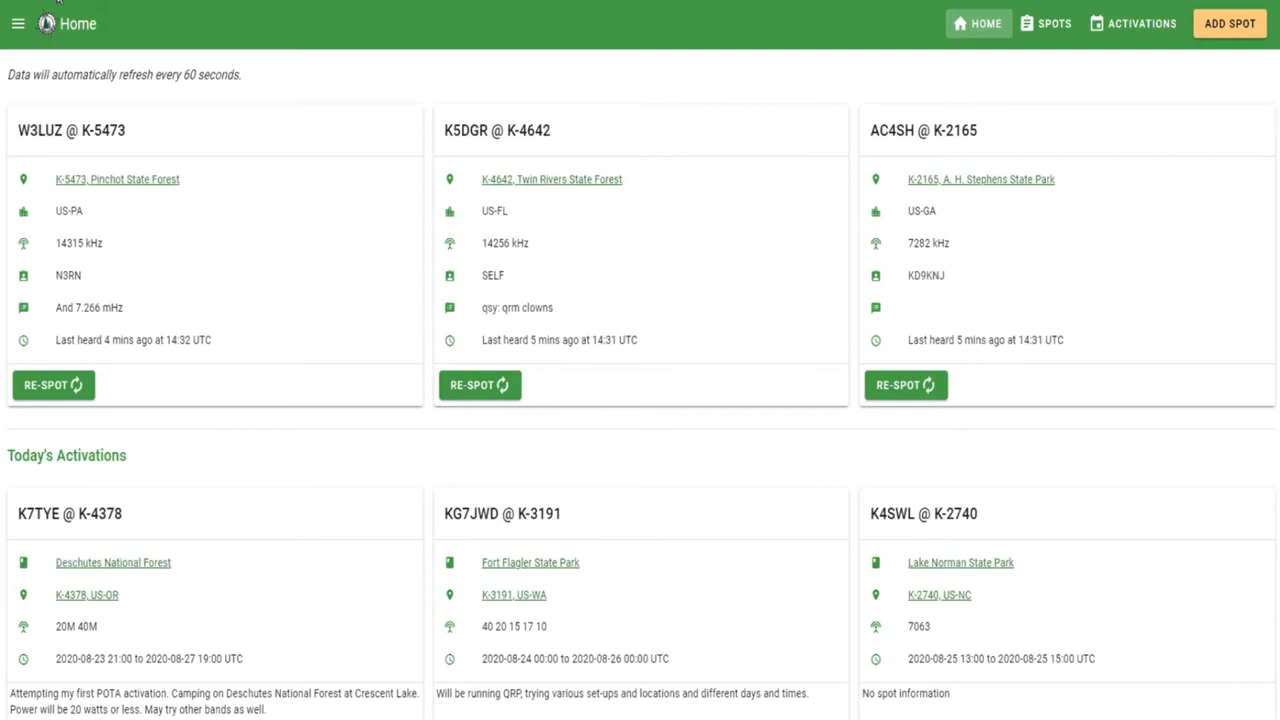 Home
HOME
SPOTS
ACTIVATIONS
ADD SPOT
Data will automatically refresh every 60 seconds.
W3LUZ @ K-5473
K-5473, Pinchot State Forest
US-PA
14315 kHz
N3RN
And 7.266 mHz
Last heard 4 mins ago at 14:32 UTC
RE-SPOT
K5DGR @ K-4642
K-4642, Twin Rivers State Forest
US-FL
14256 kHz
SELF
qsy: qrm clowns
Last heard 5 mins ago at 14:31 UTC
RE-SPOT
AC4SH @ K-2165
K-2165, A. H. Stephens State Park
US-GA
7282 kHz
KD9KNJ
Last heard 5 mins ago at 14:31 UTC
RE-SPOT
Today's Activations
K7TYE @ K-4378
Deschutes National Forest
K-4378, US-OR
20M 40M
2020-08-23 21:00 to 2020-08-27 19:00 UTC
Attempting my first POTA activation. Camping on Deschutes National Forest at Crescent Lake.
Power will be 20 watts or less. May try other bands as well.
KG7JWD @ K-3191
Fort Flagler State Park
K-3191, US-WA
40 20 15 17 10
2020-08-24 00:00 to 2020-08-26 00:00 UTC
Will be running QRP, trying various set-ups and locations and different days and times.
K4SWL @ K-2740
Lake Norman State Park
K-2740, US-NC
7063
2020-08-25 13:00 to 2020-08-25 15:00 UTC
No spot information